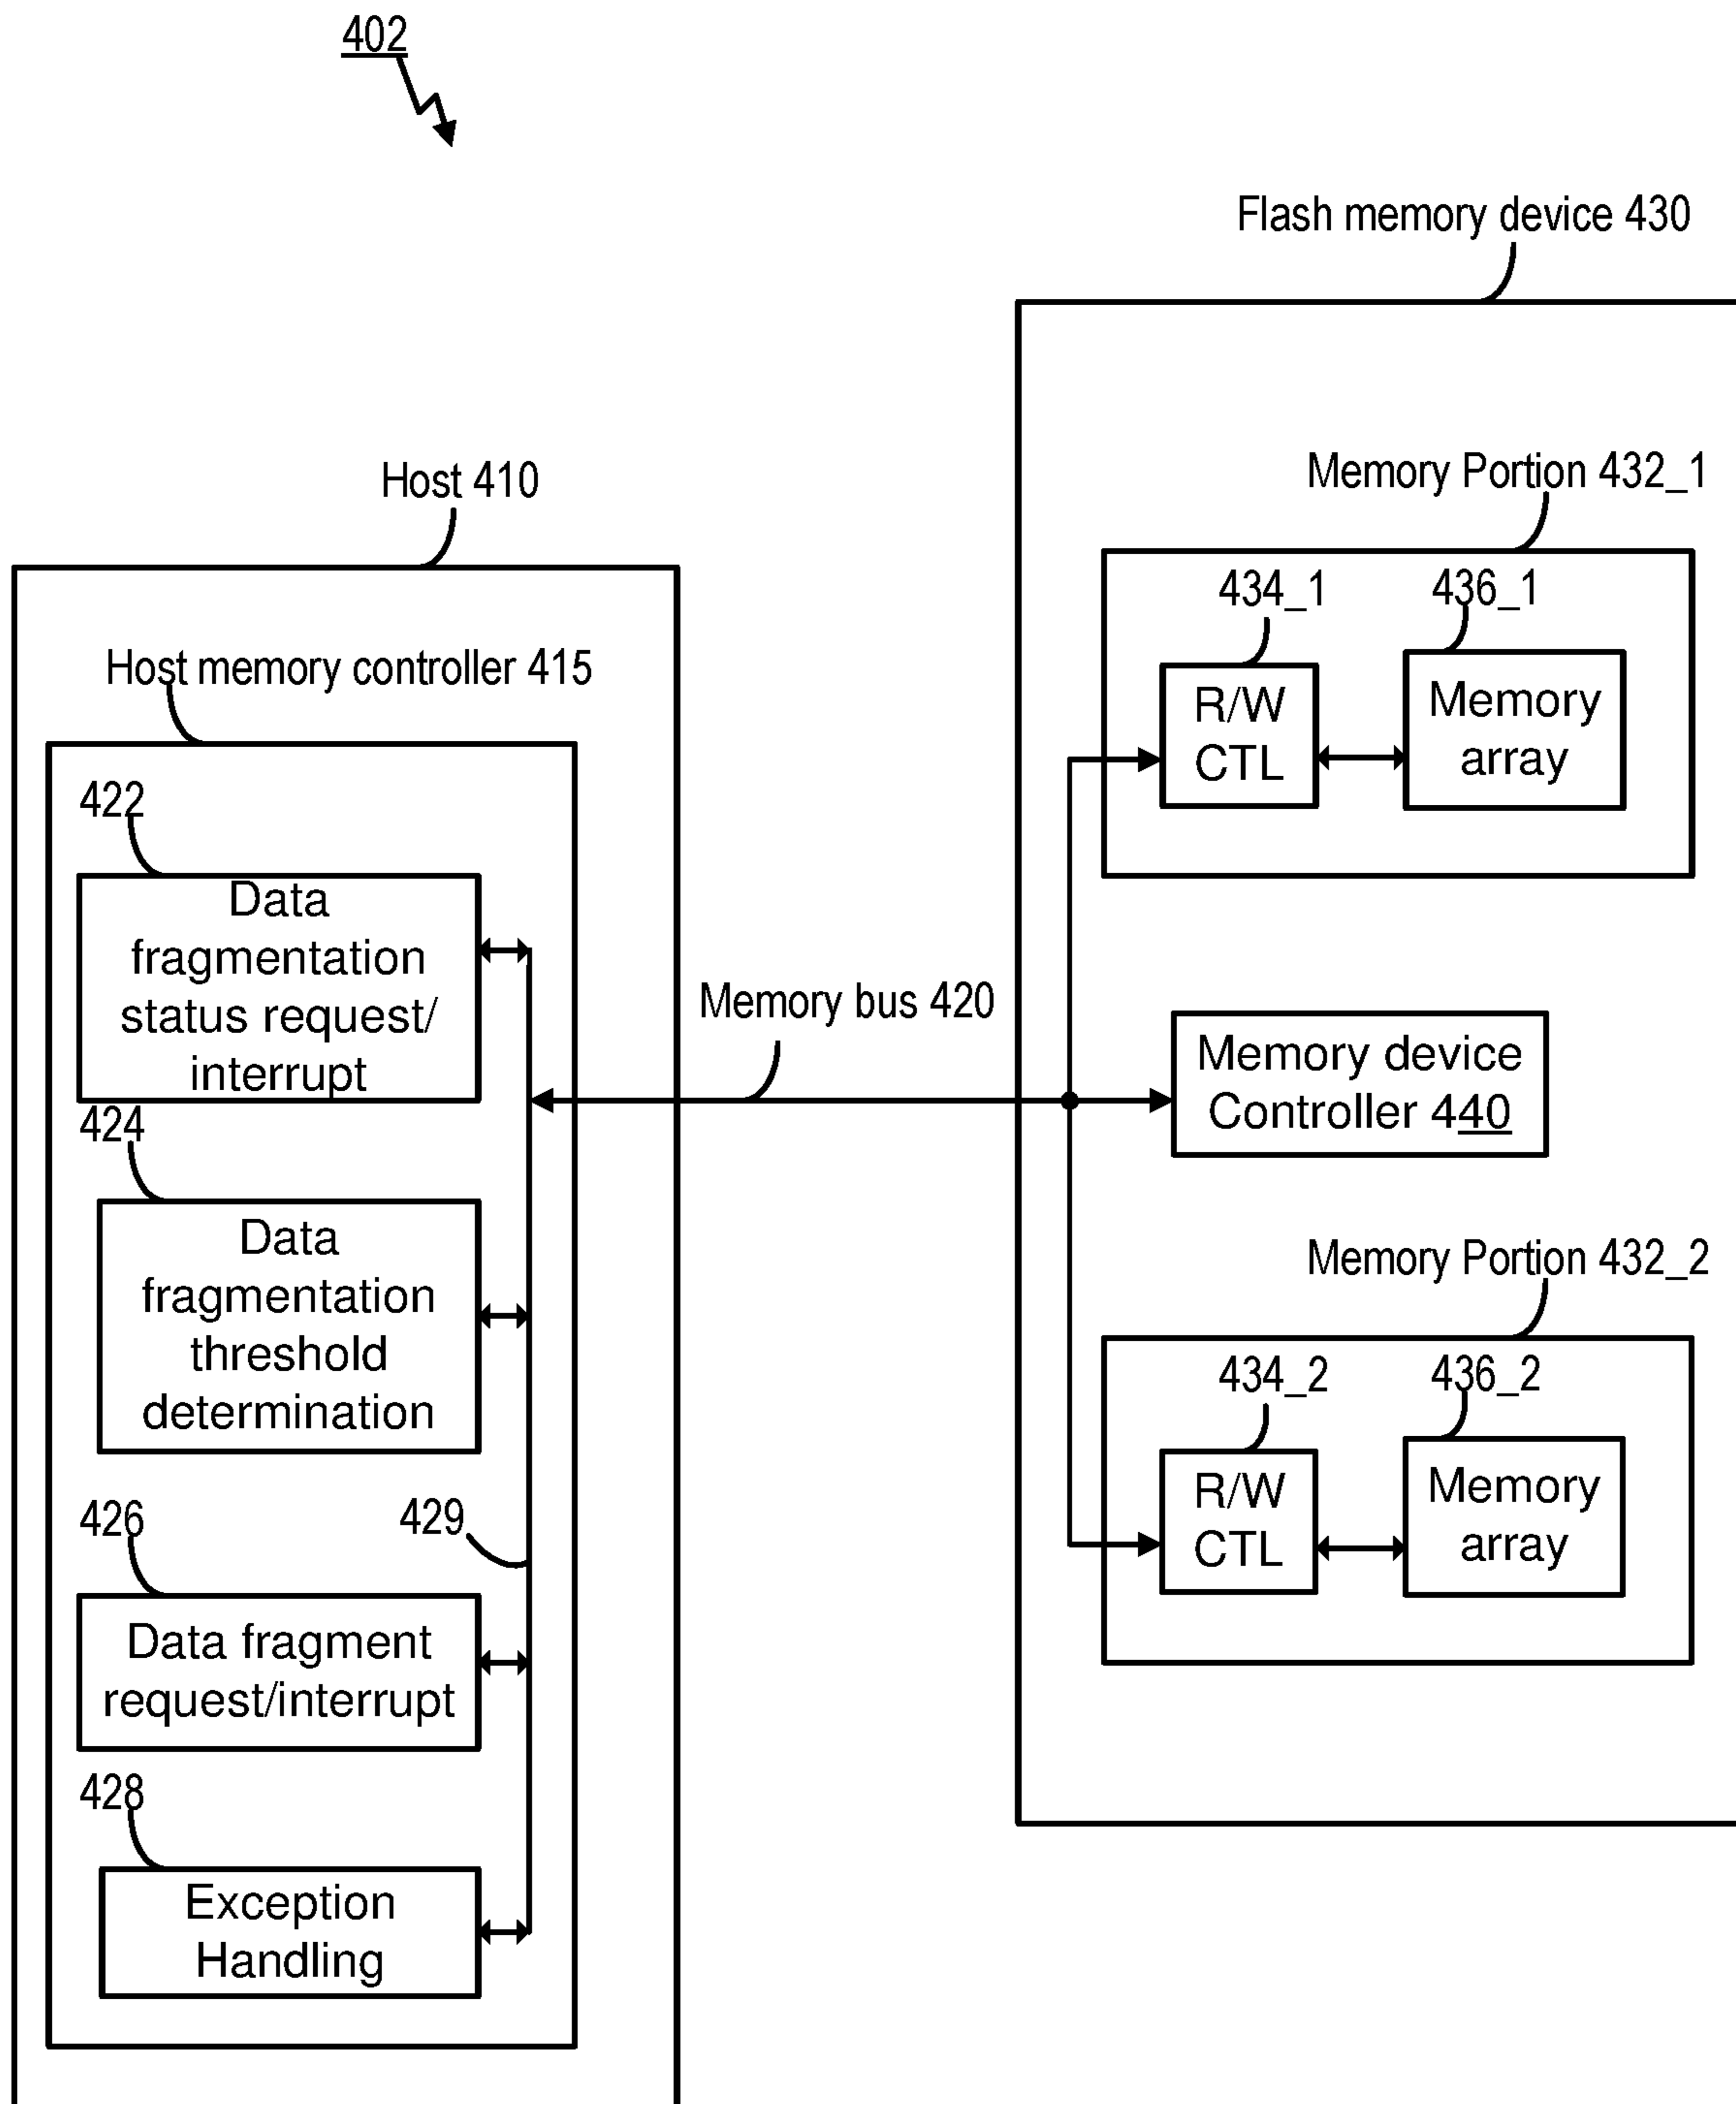 402
Flash memory device 430
Memory Portion 432_1
Host 410
434_1
436_1
Host memory controller 415
R/W
CTL
Memory
array
422
Data
fragmentation
status request/
interrupt
Memory bus 420
Memory device
Controller 440
424
Data
fragmentation
threshold
determination
Memory Portion 432_2
434_2
436_2
R/W
CTL
Memory
array
426
429
Data fragment
request/interrupt
428
Exception
Handling